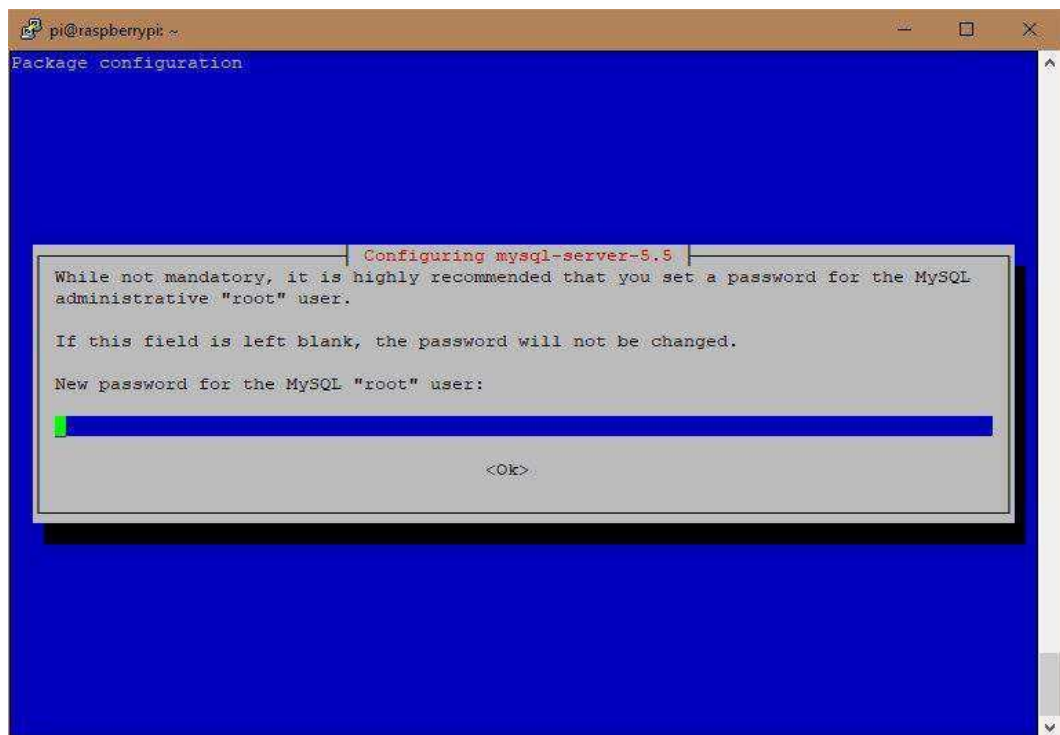 pi@raspberrypi: ~
Package configuration
Configuring mysql-server-5.5
While not mandatory, it is highly recommended that you set a password for the MySQL
administrative "root" user.
If this field is left blank, the password will not be changed.
New password for the MySQL "root" user:
<Ok>